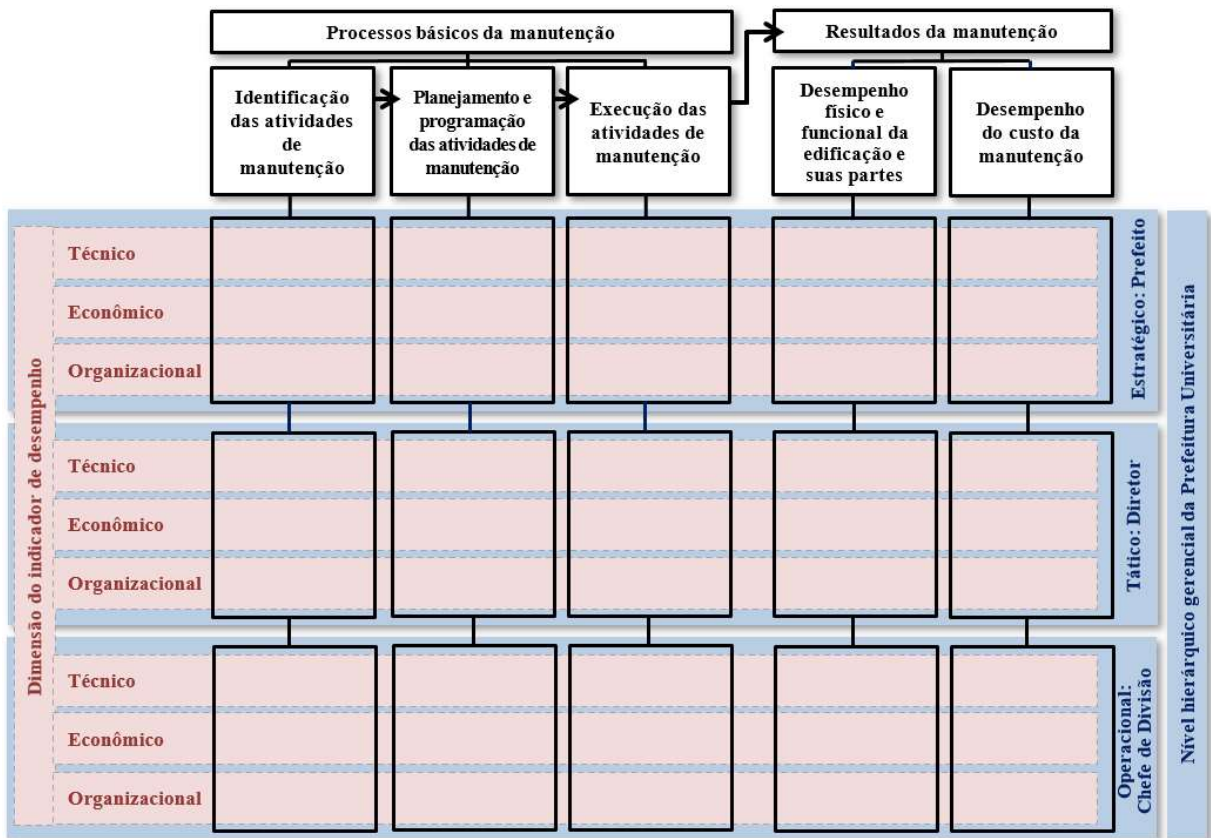 Processos básicos da manutenção
Resultados da manutenção
Identificação
das atividades
de
manutenção
Planejamento e
programação
das atividades de
manutenção
Execução das
atividades de
manutenção
Desempenho
físico e
funcional da
edificação e
suas partes
Desempenho
do custo da
manutenção
Dimensão do indicador de desempenho
Técnico
Econômico
Organizacional
Estratégico: Prefeito
Técnico
Econômico
Organizacional
Tático: Diretor
Técnico
Econômico
Organizacional
Operacional:
Chefe de Divisão
Nível hierárquico gerencial da Prefeitura Universitária